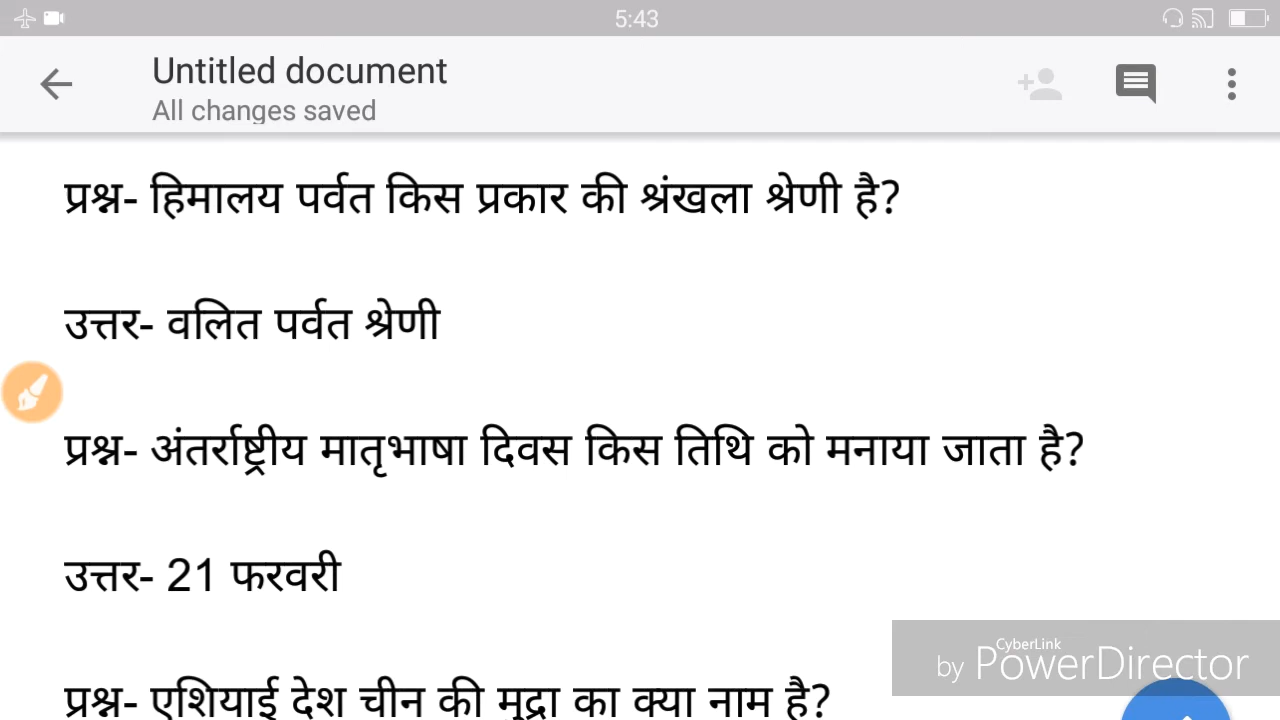 5:43
Untitled document
All changes saved
प्रश्न- हिमालय पर्वत किस प्रकार की श्रंखला श्रेणी है?
उत्तर- वलित पर्वत श्रेणी
प्रश्न- अंतर्राष्ट्रीय मातृभाषा दिवस किस तिथि को मनाया जाता है?
उत्तर- 21 फरवरी
प्रश्न- एशियाई देश चीन की मुद्रा का क्या नाम है?
CyberLink
by PowerDirector